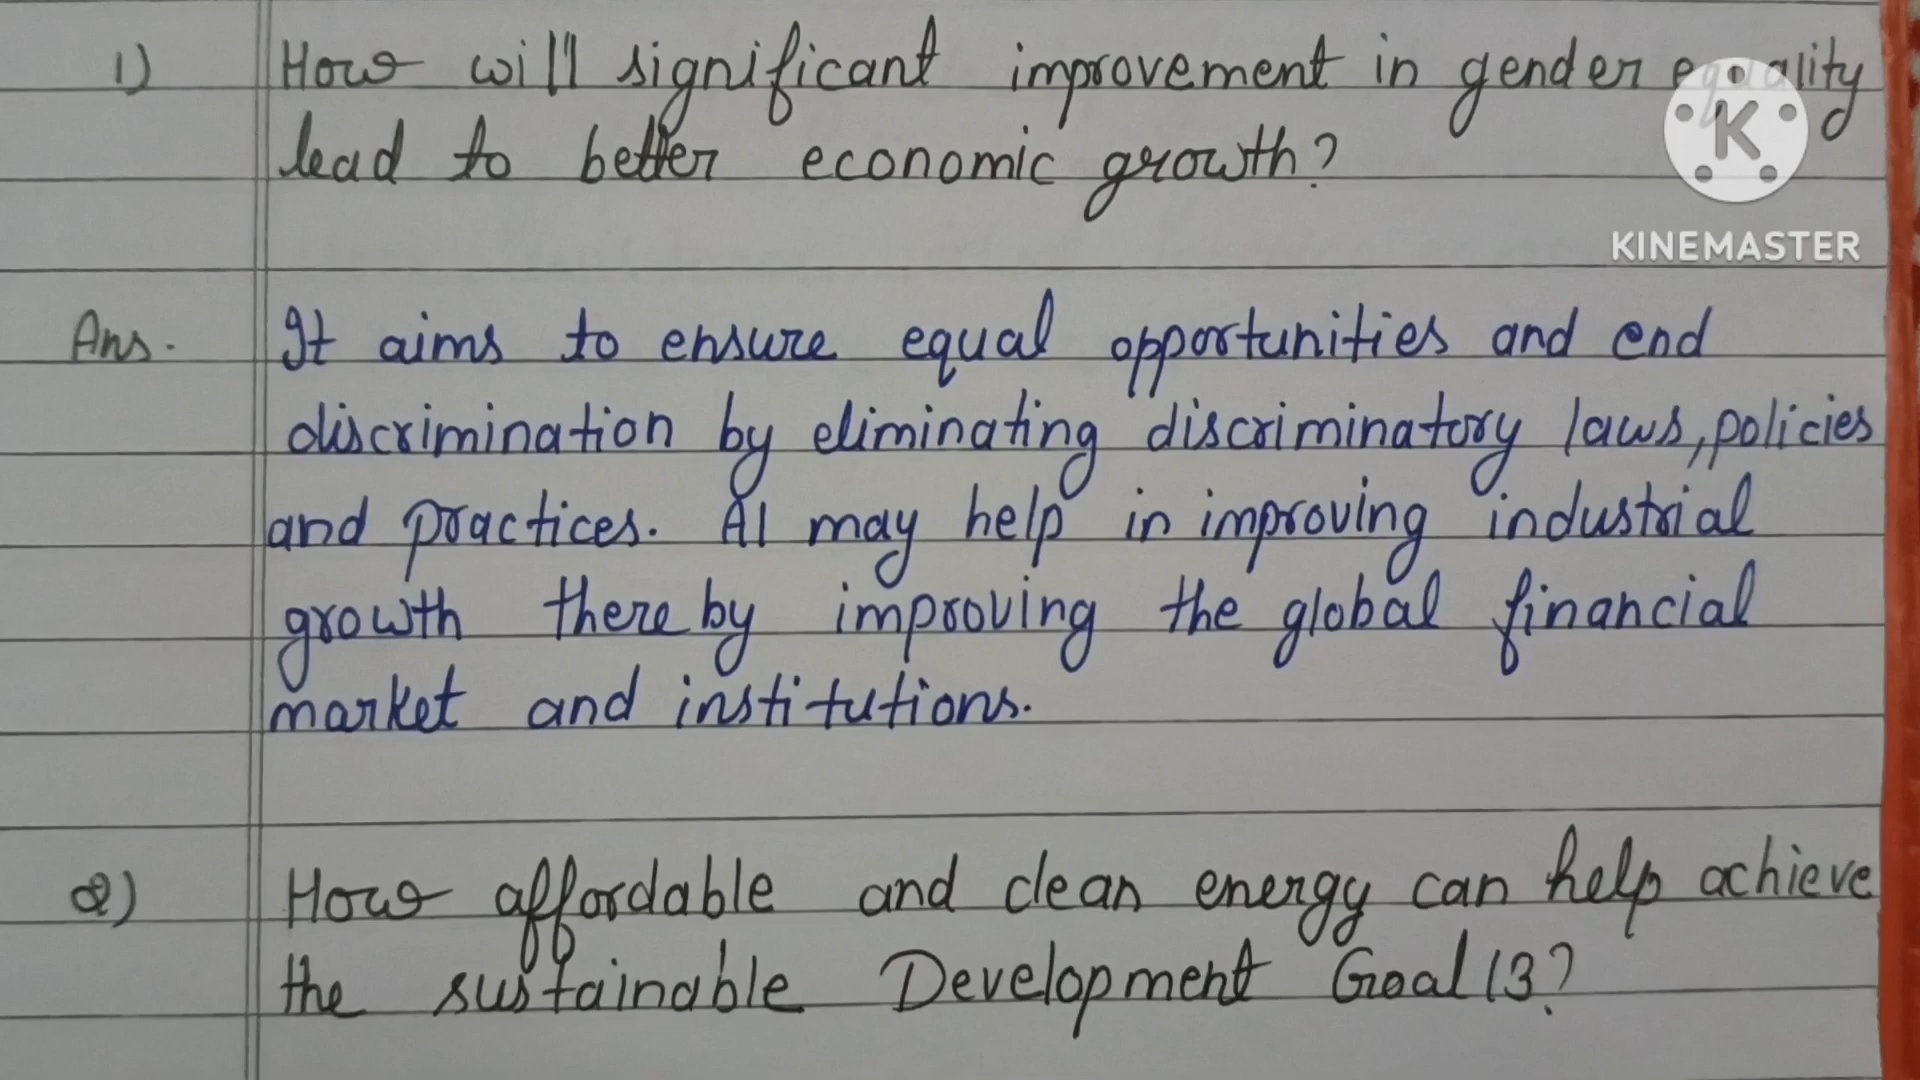 1) How will significant improvement in gender equality
lead to better economic growth?
KINEMASTER
Ans. It aims to ensure equal opportunities and end
discrimination by eliminating discriminatory laws, policies
and practices. AI may help in improving industrial
growth thereby improving the global financial
market and institutions.
2) How affordable and clean energy can help achieve
the sustainable Development Goal 13?